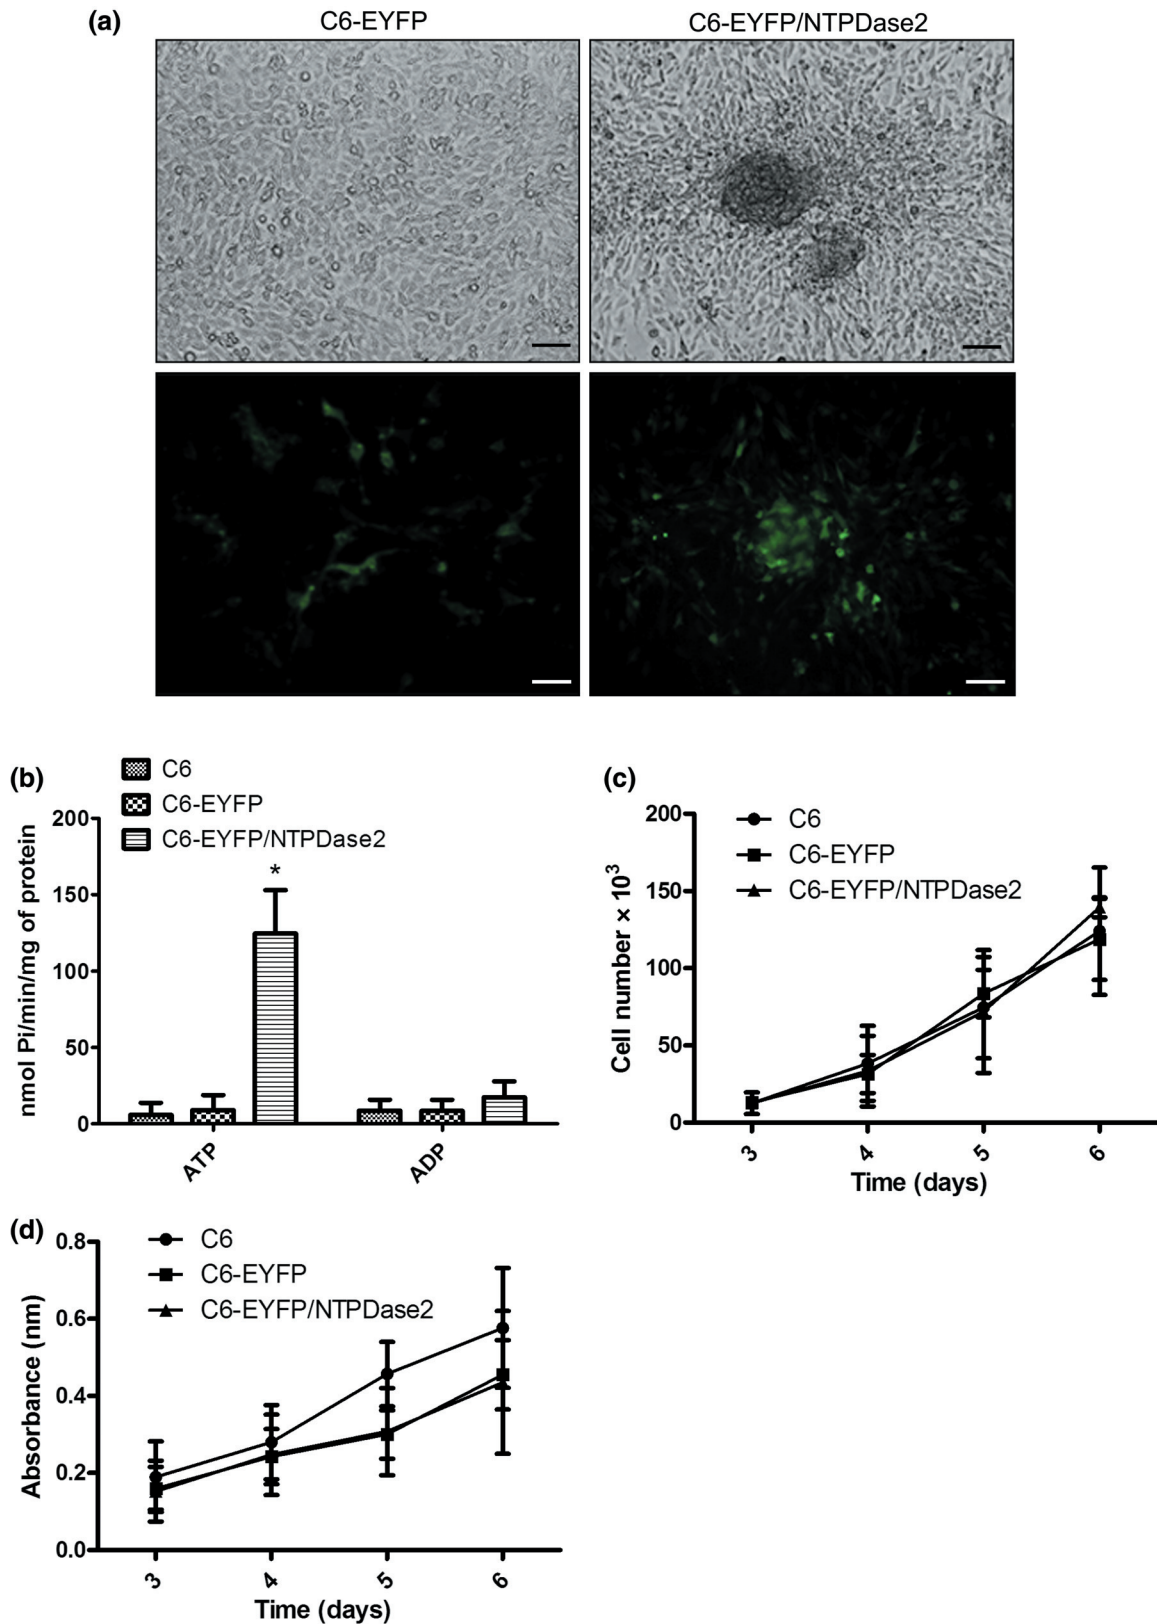 (a)
C6-EYFP
C6-EYFP/NTPDase2
(b)
C6
C6-EYFP
C6-EYFP/NTPDase2
nmol Pi/min/mg of protein
200
150
100
50
0
*
ATP
ADP
(c)
C6
C6-EYFP
C6-EYFP/NTPDase2
Cell number × 10³
200
150
100
50
0
3
4
5
6
Time (days)
(d)
C6
C6-EYFP
C6-EYFP/NTPDase2
Absorbance (nm)
0.8
0.6
0.4
0.2
0.0
3
4
5
6
Time (days)